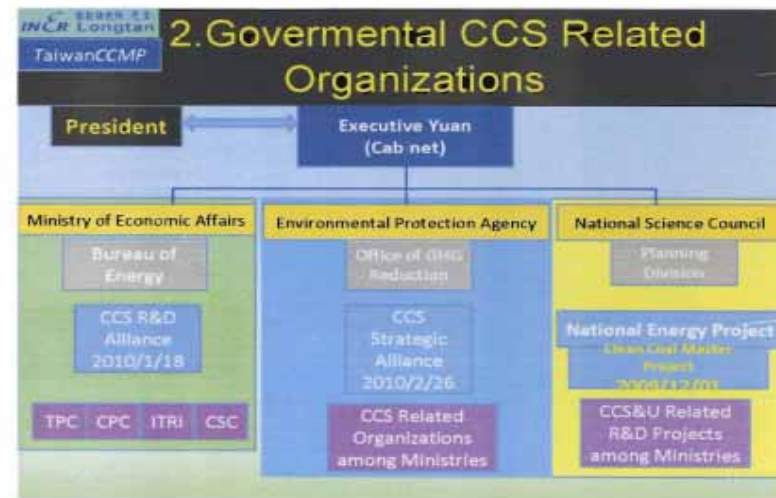 INER Longtan
TaiwanCCMP
2.Govermental CCS Related
Organizations
President
Executive Yuan
(Cab net)
Ministry of Economic Affairs
Environmental Protection Agency
National Science Council
Bureau of
Energy
Office of GHG
Reduction
Planning
Division
CCS R&D
Alliance
2010/1/18
CCS
Strategic
Alliance
2010/2/26
National Energy Project
Clean Coal Master
Project
2009/12/01
TPC CPC ITRI CSC
CCS Related
Organizations
among Ministries
CCS&U Related
R&D Projects
among Ministries